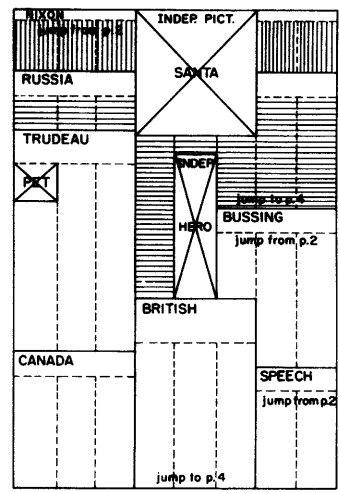 NIXON
jump from p.2
INDEP. PICT.
SANTA
RUSSIA
TRUDEAU
PET
INDEP.
HERO
jump to p.4
BUSSING
jump from p.2
BRITISH
CANADA
SPEECH
jump from p.2
jump to p.4